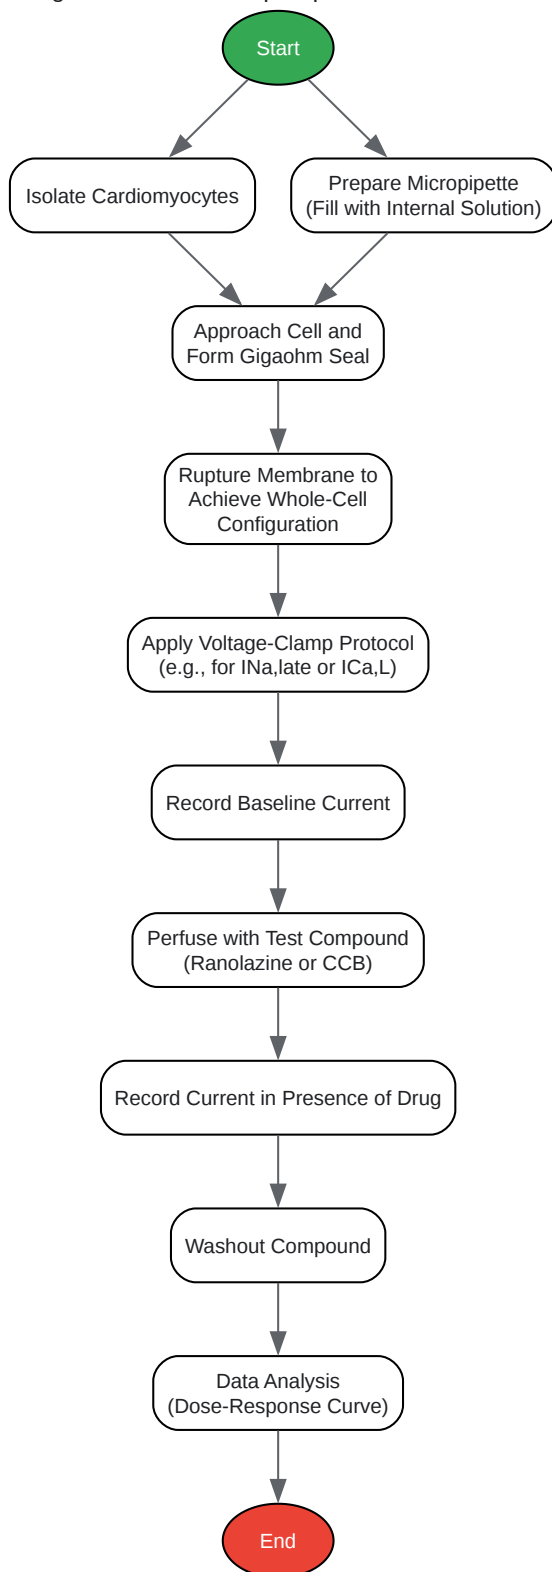 Start
Isolate Cardiomyocytes
Prepare Micropipette
(Fill with Internal Solution)
Approach Cell and
Form Gigaohm Seal
Rupture Membrane to
Achieve Whole-Cell
Configuration
Apply Voltage-Clamp Protocol
(e.g., for INa,late or ICa,L)
Record Baseline Current
Perfuse with Test Compound
(Ranolazine or CCB)
Record Current in Presence of Drug
Washout Compound
Data Analysis
(Dose-Response Curve)
End